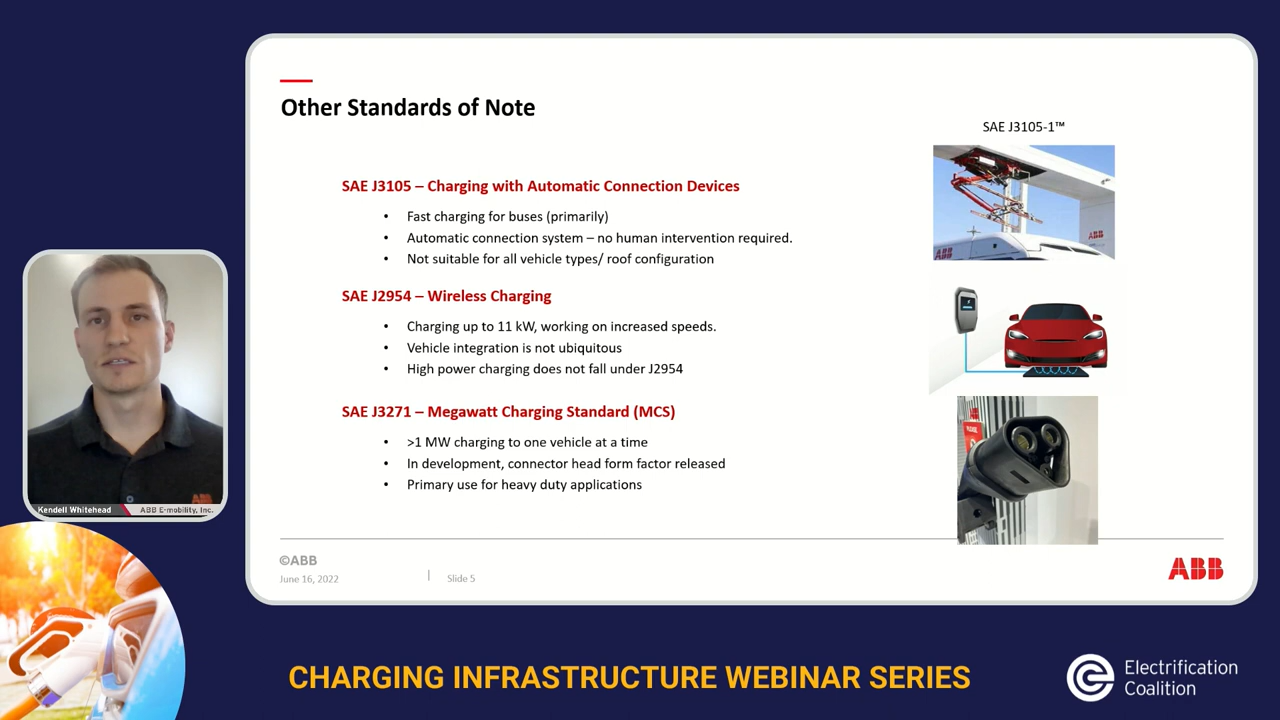 Other Standards of Note
SAE J3105-1™
SAE J3105 – Charging with Automatic Connection Devices
• Fast charging for buses (primarily)
• Automatic connection system – no human intervention required.
• Not suitable for all vehicle types/ roof configuration
ABB
ABB
SAE J2954 – Wireless Charging
• Charging up to 11 kW, working on increased speeds.
• Vehicle integration is not ubiquitous
• High power charging does not fall under J2954
SAE J3271 – Megawatt Charging Standard (MCS)
• >1 MW charging to one vehicle at a time
• In development, connector head form factor released
• Primary use for heavy duty applications
PLEASE
ABB
Kendell Whitehead ABB E-mobility, Inc.
©ABB
June 16, 2022 | Slide 5
ABB
CHARGING INFRASTRUCTURE WEBINAR SERIES
Electrification
Coalition